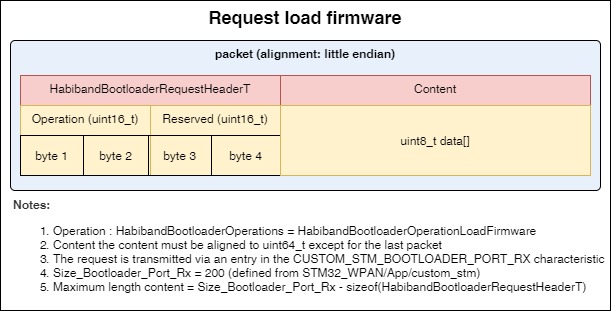 Request load firmware
packet (alignment: little endian)
HabibandBootloaderRequestHeaderT Content
Operation (uint16_t) Reserved (uint16_t)
uint8_t data[]
byte 1 byte 2 byte 3 byte 4
Notes:
1. Operation : HabibandBootloaderOperations = HabibandBootloaderOperationLoadFirmware
2. Content the content must be aligned to uint64_t except for the last packet
3. The request is transmitted via an entry in the CUSTOM_STM_BOOTLOADER_PORT_RX characteristic
4. Size_Bootloader_Port_Rx = 200 (defined from STM32_WPAN/App/custom_stm)
5. Maximum length content = Size_Bootloader_Port_Rx - sizeof(HabibandBootloaderRequestHeaderT)